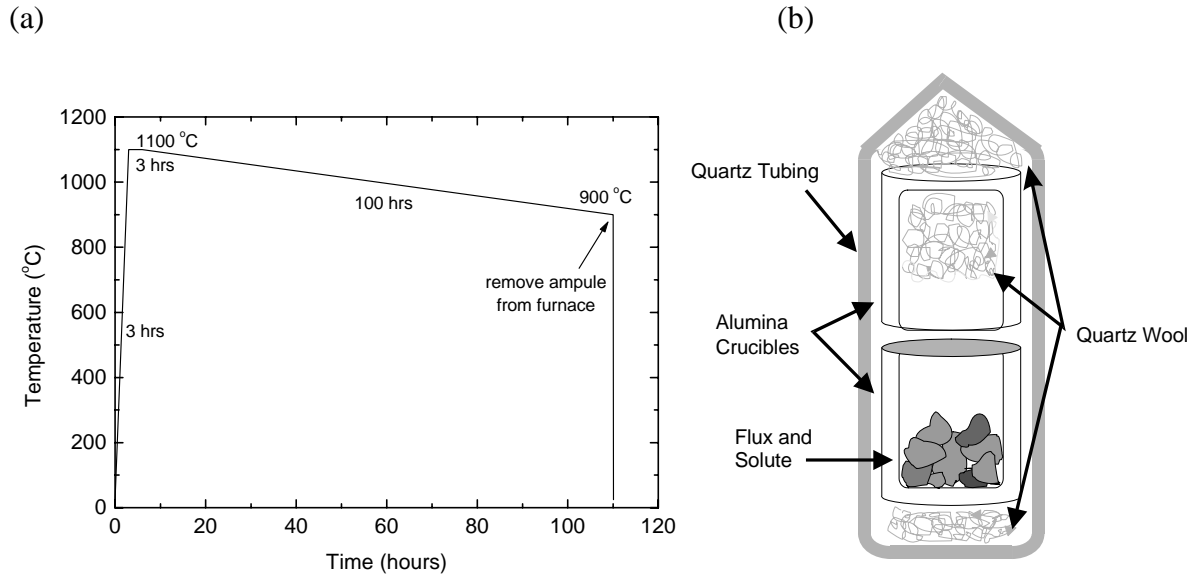 (a)
1200
1000
800
600
400
200
0
Temperature (°C)
1100 °C
3 hrs
3 hrs
100 hrs
900 °C
remove ampule
from furnace
0
20
40
60
80
100
120
Time (hours)
(b)
Quartz Tubing
Alumina
Crucibles
Flux and
Solute
Quartz Wool